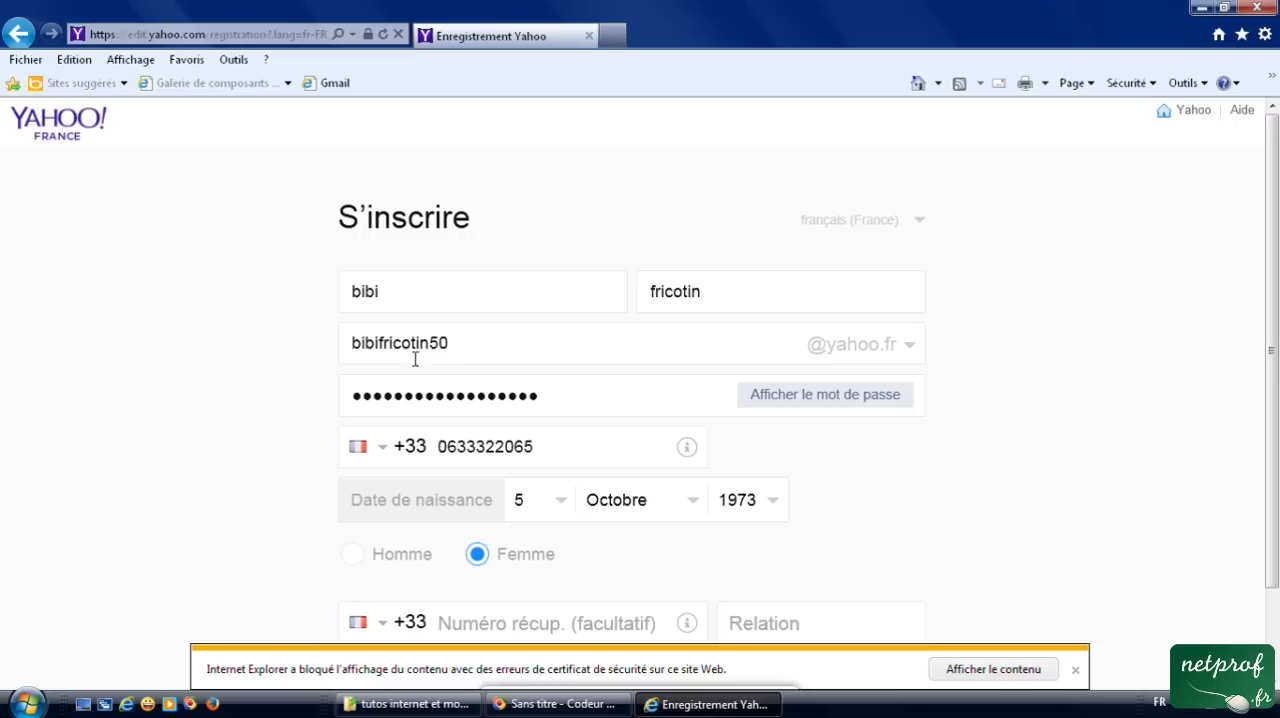 https://edit.yahoo.com/registration?.lang=fr-FR
Enregistrement Yahoo
Fichier Edition Affichage Favoris Outils ?
Sites suggérés Galerie de composants ... Gmail
Page Sécurité Outils
YAHOO!
FRANCE
Yahoo Aide
S'inscrire
français (France)
bibi fricotin
bibifricotin50 @yahoo.fr
Afficher le mot de passe
+33 0633322065
Date de naissance 5 Octobre 1973
Homme Femme
+33 Numéro récup. (facultatif) Relation
Internet Explorer a bloqué l'affichage du contenu avec des erreurs de certificat de sécurité sur ce site Web. Afficher le contenu
netprof
.fr
tutos internet et mo... Sans titre - Codeur ... Enregistrement Yah... FR